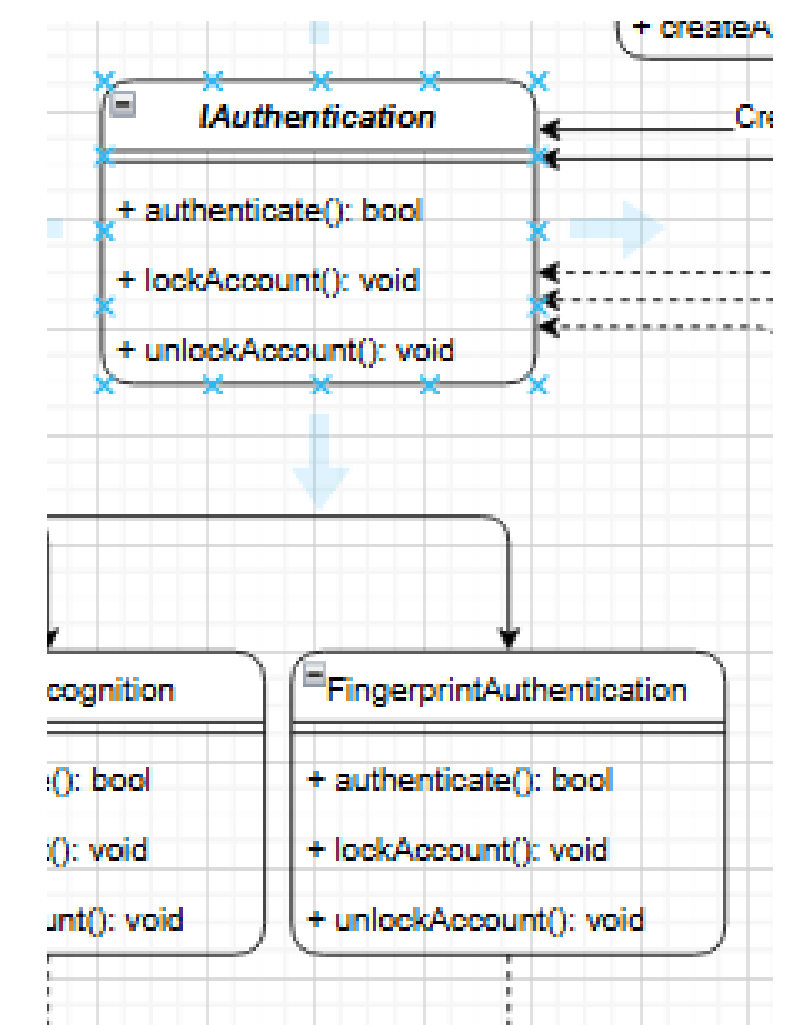 + createA
IAuthentication
Cre
+ authenticate(): bool
+ lockAccount(): void
+ unlockAccount(): void
cognition
FingerprintAuthentication
e(): bool
+ authenticate(): bool
t(): void
+ lockAccount(): void
unt(): void
+ unlockAccount(): void